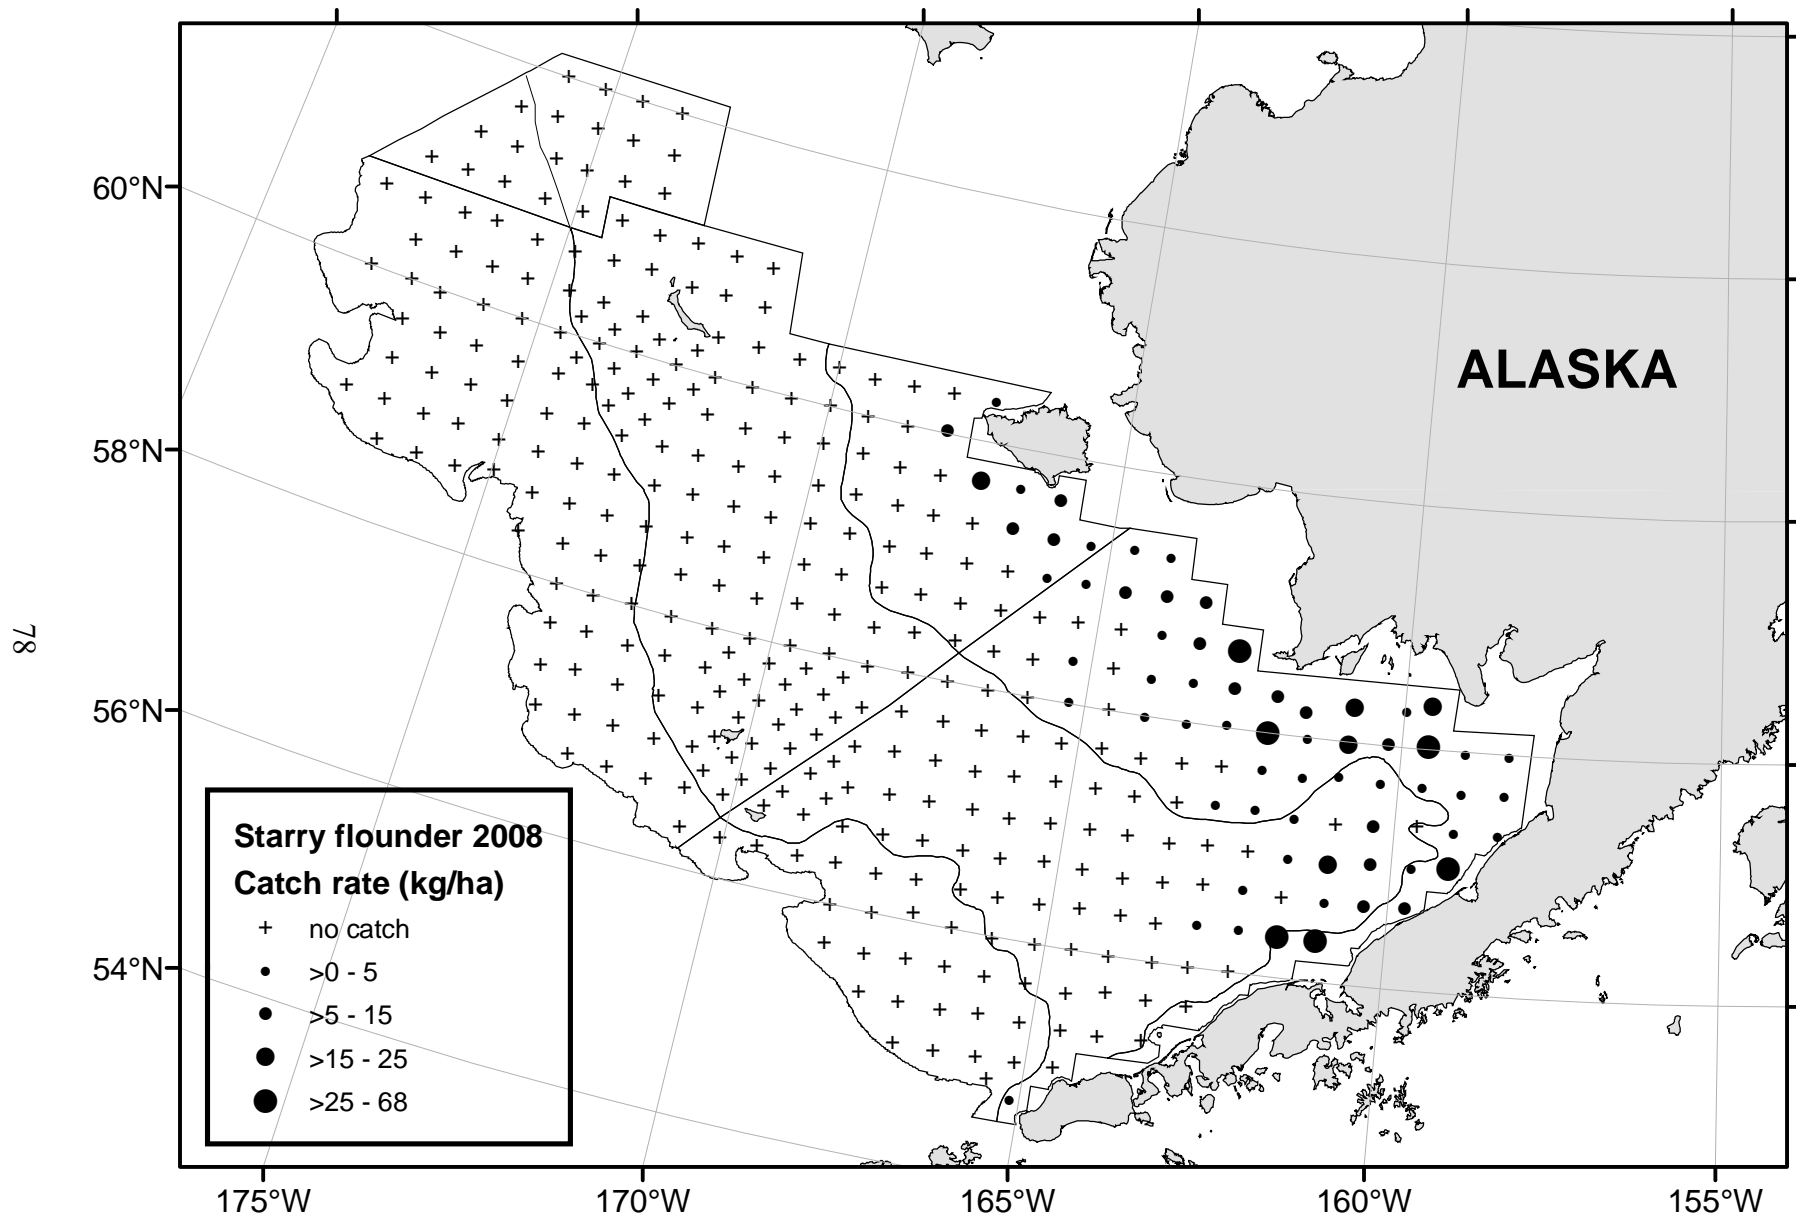 60°N
58°N
56°N
54°N
ALASKA
78
Starry flounder 2008
Catch rate (kg/ha)
no catch
>0 - 5
>5 - 15
>15 - 25
>25 - 68
175°W
170°W
165°W
160°W
155°W